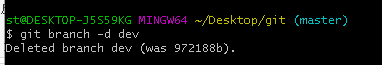 st@DESKTOP-J5S59KG MINGW64 ~/Desktop/git (master)
$ git branch -d dev
Deleted branch dev (was 972188b).